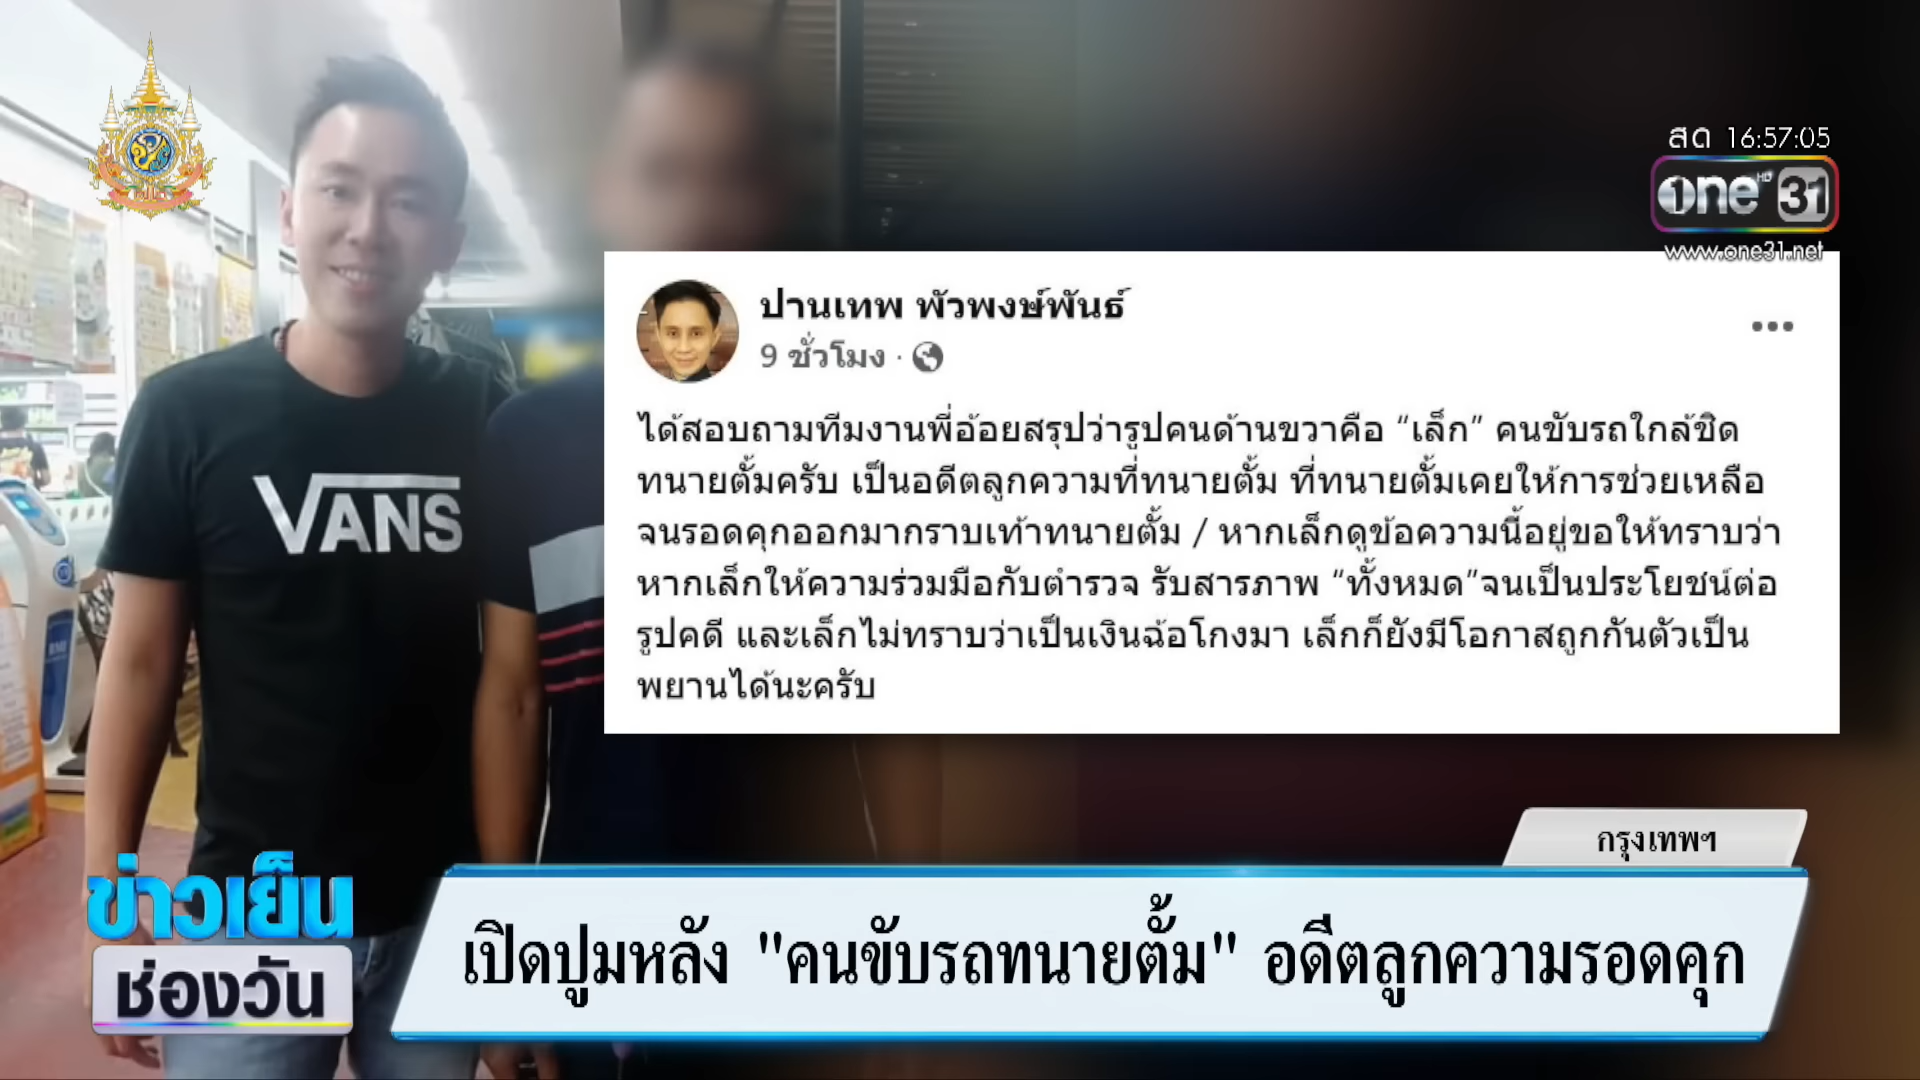 สด 16:57:05
one HD 31
www.one31.net
ปานเทพ พัวพงษ์พันธ์
9 ชั่วโมง ·
ได้สอบถามทีมงานพี่อ้อยสรุปว่ารูปคนด้านขวาคือ “เล็ก” คนขับรถใกล้ชิด
ทนายตั้มครับ เป็นอดีตลูกความที่ทนายตั้ม ที่ทนายตั้มเคยให้การช่วยเหลือ
จนรอดคุกออกมากราบเท้าทนายตั้ม / หากเล็กดูข้อความนี้อยู่ขอให้ทราบว่า
หากเล็กให้ความร่วมมือกับตำรวจ รับสารภาพ “ทั้งหมด”จนเป็นประโยชน์ต่อ
รูปคดี และเล็กไม่ทราบว่าเป็นเงินฉ้อโกงมา เล็กก็ยังมีโอกาสถูกกันตัวเป็น
พยานได้นะครับ
VANS
กรุงเทพฯ
ข่าวเย็น
ช่องวัน
เปิดปูมหลัง "คนขับรถทนายตั้ม" อดีตลูกความรอดคุก